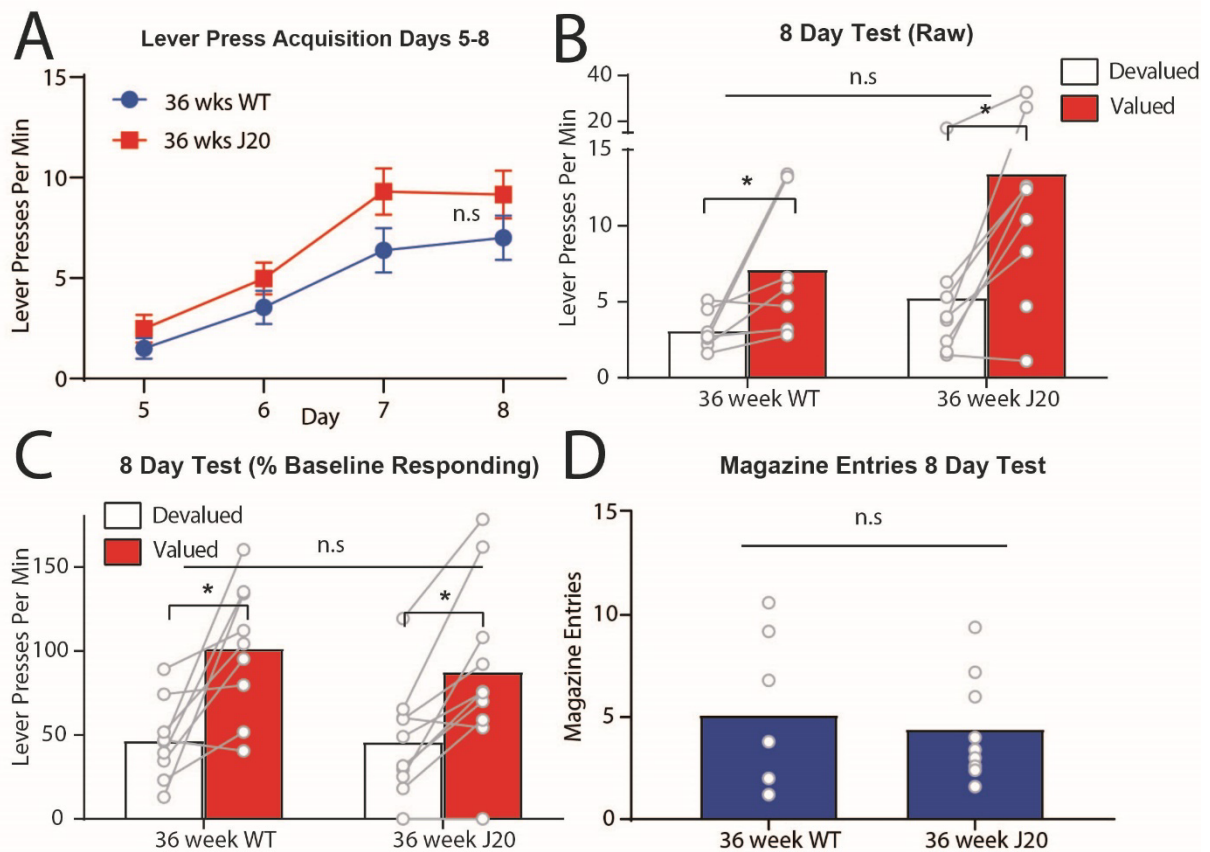 A
Lever Press Acquisition Days 5-8
Lever Presses Per Min
15
10
5
0
36 wks WT
36 wks J20
n.s
5 6 7 8
Day
B
8 Day Test (Raw)
Devalued
Valued
Lever Presses Per Min
40
20
15
10
5
0
n.s
*
*
36 week WT 36 week J20
C
8 Day Test (% Baseline Responding)
Devalued
Valued
Lever Presses Per Min
150
100
50
0
n.s
*
*
36 week WT 36 week J20
D
Magazine Entries 8 Day Test
Magazine Entries
15
10
5
0
n.s
36 week WT 36 week J20